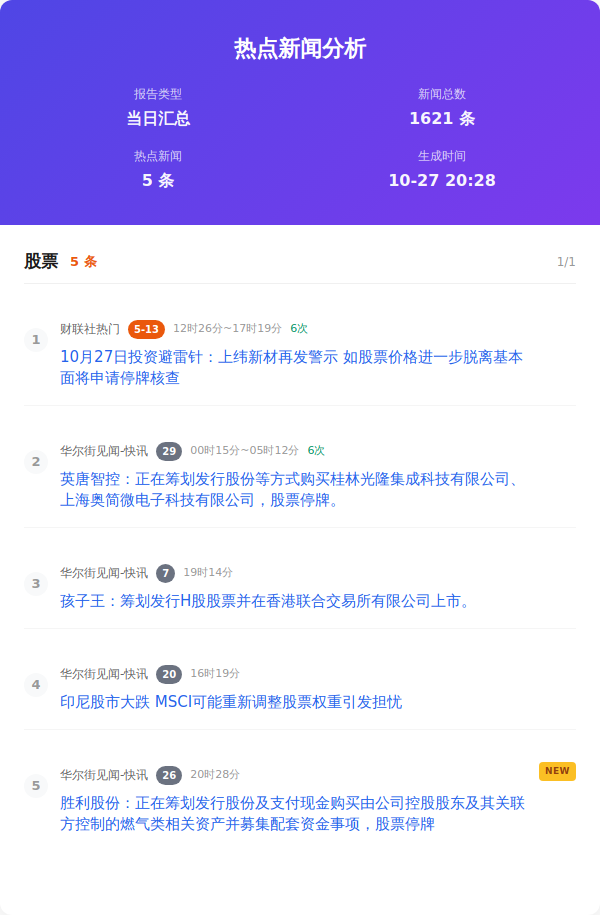 热点新闻分析
报告类型
新闻总数
当日汇总
1621 条
热点新闻
生成时间
5 条
10-27 20:28
股票 5 条 1/1
1
财联社热门 5-13 12时26分~17时19分 6次
10月27日投资避雷针：上纬新材再发警示 如股票价格进一步脱离基本
面将申请停牌核查
2
华尔街见闻-快讯 29 00时15分~05时12分 6次
英唐智控：正在筹划发行股份等方式购买桂林光隆集成科技有限公司、
上海奥简微电子科技有限公司，股票停牌。
3
华尔街见闻-快讯 7 19时14分
孩子王：筹划发行H股股票并在香港联合交易所有限公司上市。
4
华尔街见闻-快讯 20 16时19分
印尼股市大跌 MSCI可能重新调整股票权重引发担忧
5
华尔街见闻-快讯 26 20时28分 NEW
胜利股份：正在筹划发行股份及支付现金购买由公司控股股东及其关联
方控制的燃气类相关资产并募集配套资金事项，股票停牌